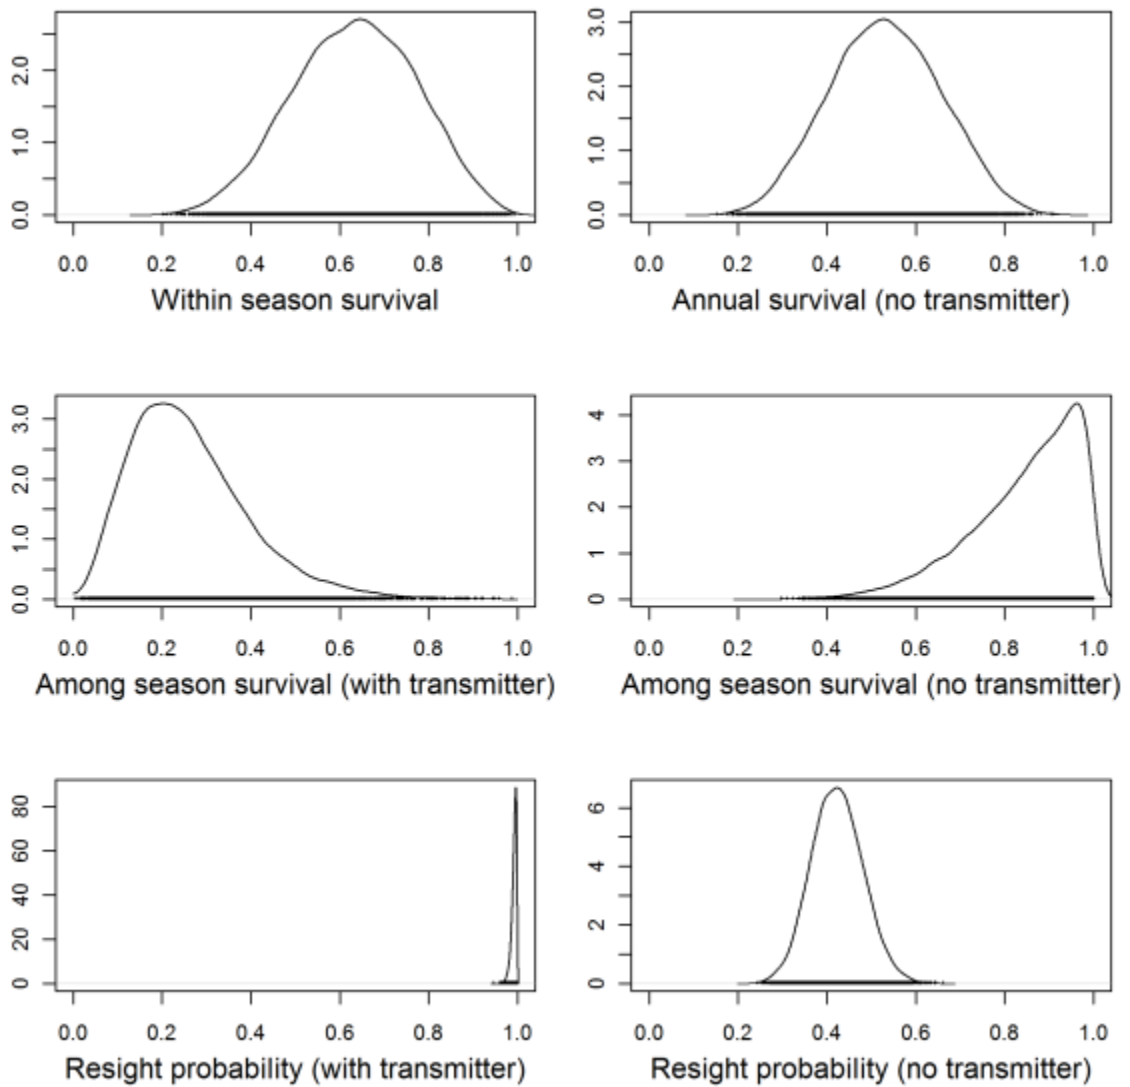 0.0 1.0 2.0
0.0 0.2 0.4 0.6 0.8 1.0
Within season survival
0.0 1.0 2.0 3.0
0.0 0.2 0.4 0.6 0.8 1.0
Annual survival (no transmitter)
0.0 1.0 2.0 3.0
0.0 0.2 0.4 0.6 0.8 1.0
Among season survival (with transmitter)
0 1 2 3 4
0.0 0.2 0.4 0.6 0.8 1.0
Among season survival (no transmitter)
0 20 40 60 80
0.0 0.2 0.4 0.6 0.8 1.0
Resight probability (with transmitter)
0 2 4 6
0.0 0.2 0.4 0.6 0.8 1.0
Resight probability (no transmitter)